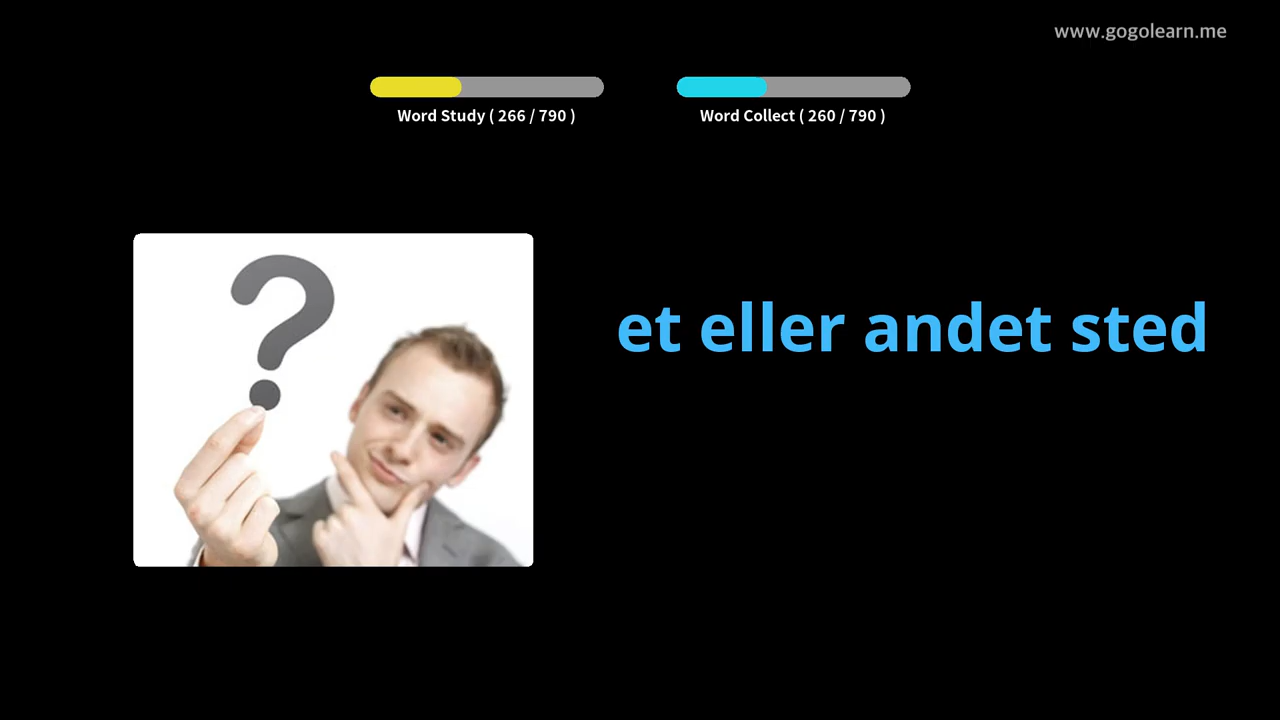 www.gogolearn.me
Word Study ( 266 / 790 )
Word Collect ( 260 / 790 )
?
et eller andet sted